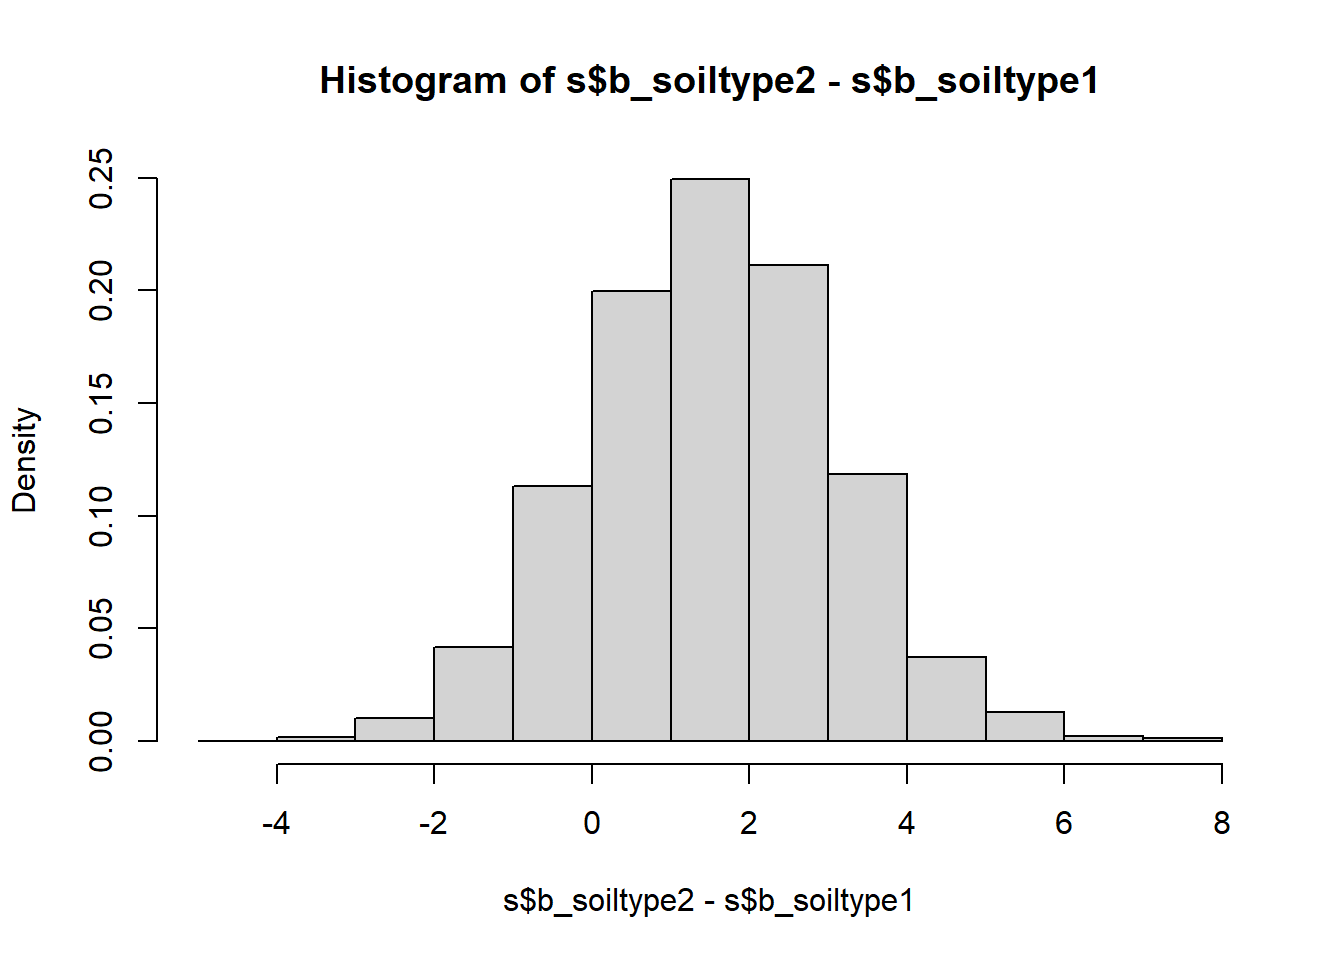 Histogram of s$b_soiltype2 - s$b_soiltype1
Density
0.25
0.20
0.15
0.10
0.05
0.00
-4 -2 0 2 4 6 8
s$b_soiltype2 - s$b_soiltype1